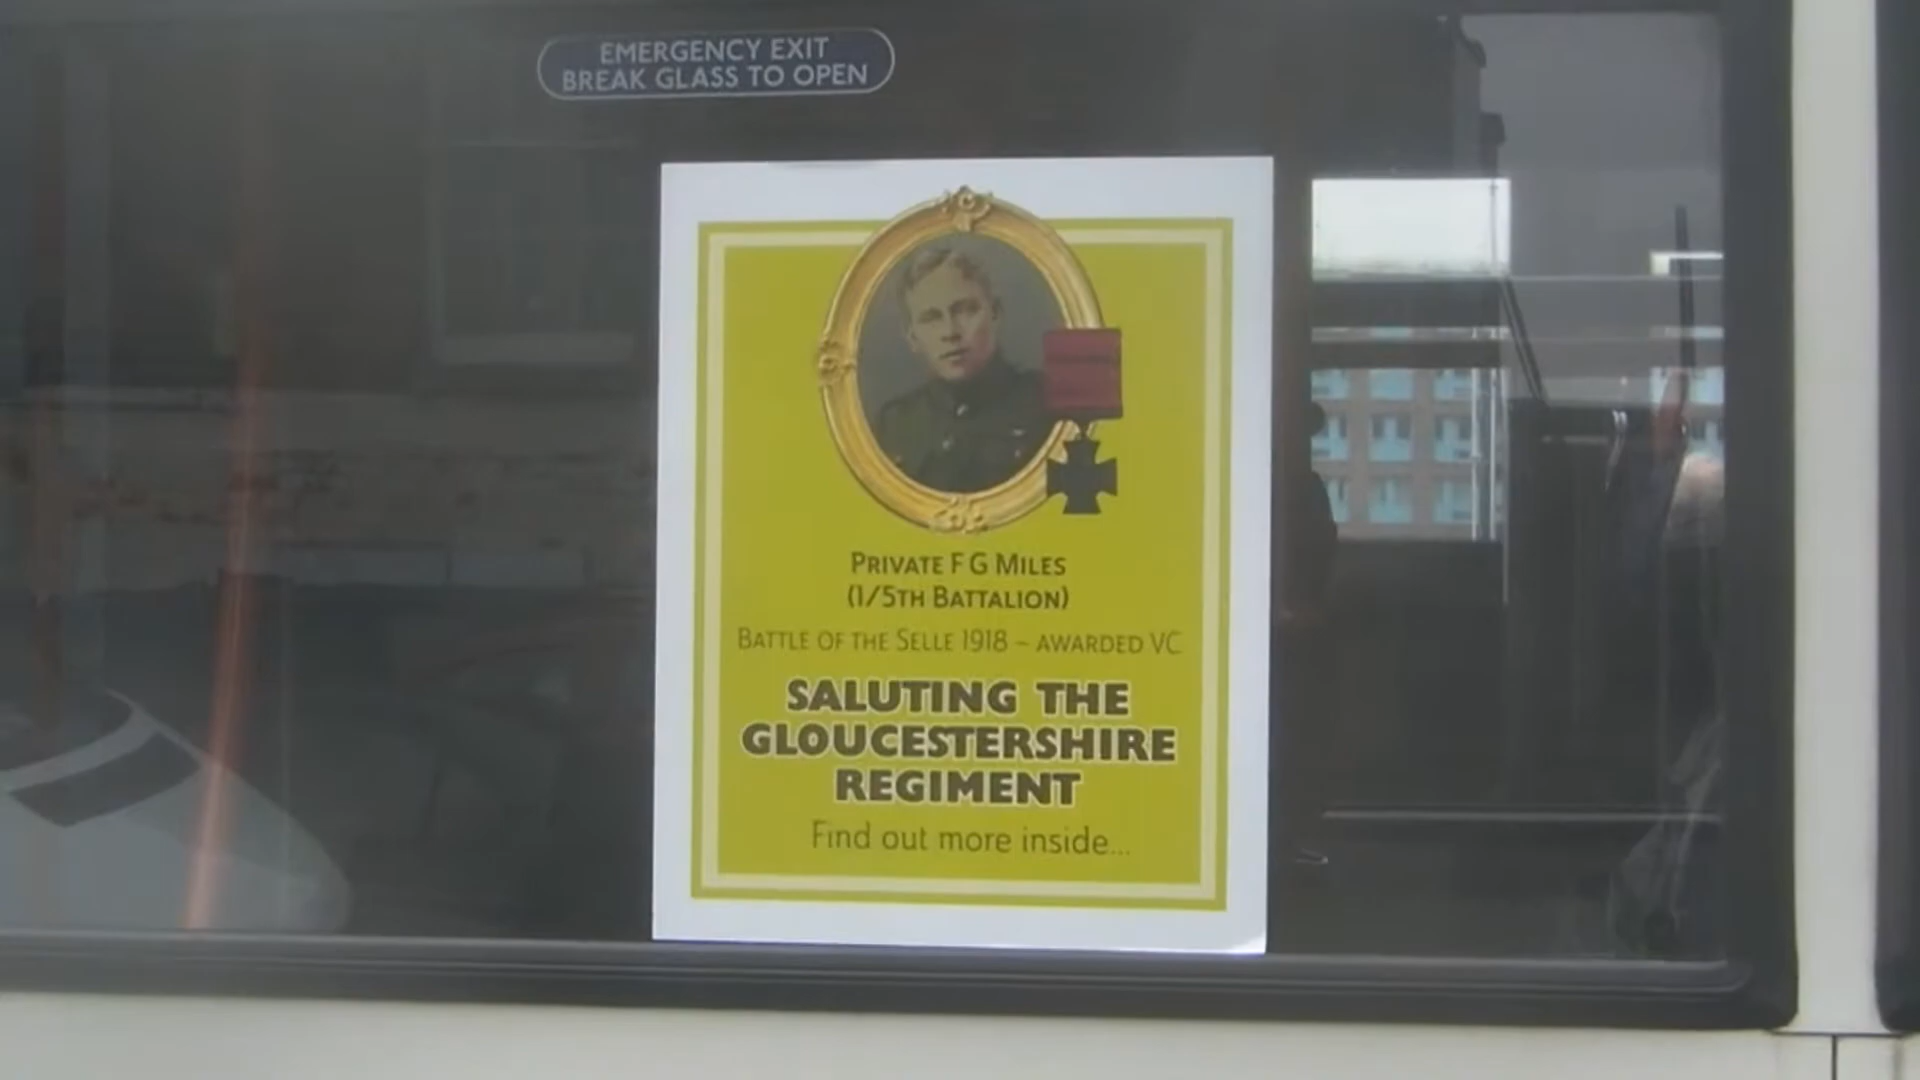 EMERGENCY EXIT
BREAK GLASS TO OPEN
PRIVATE F G MILES
(1/5TH BATTALION)
BATTLE OF THE SELLE 1918 – AWARDED VC
SALUTING THE
GLOUCESTERSHIRE
REGIMENT
Find out more inside...